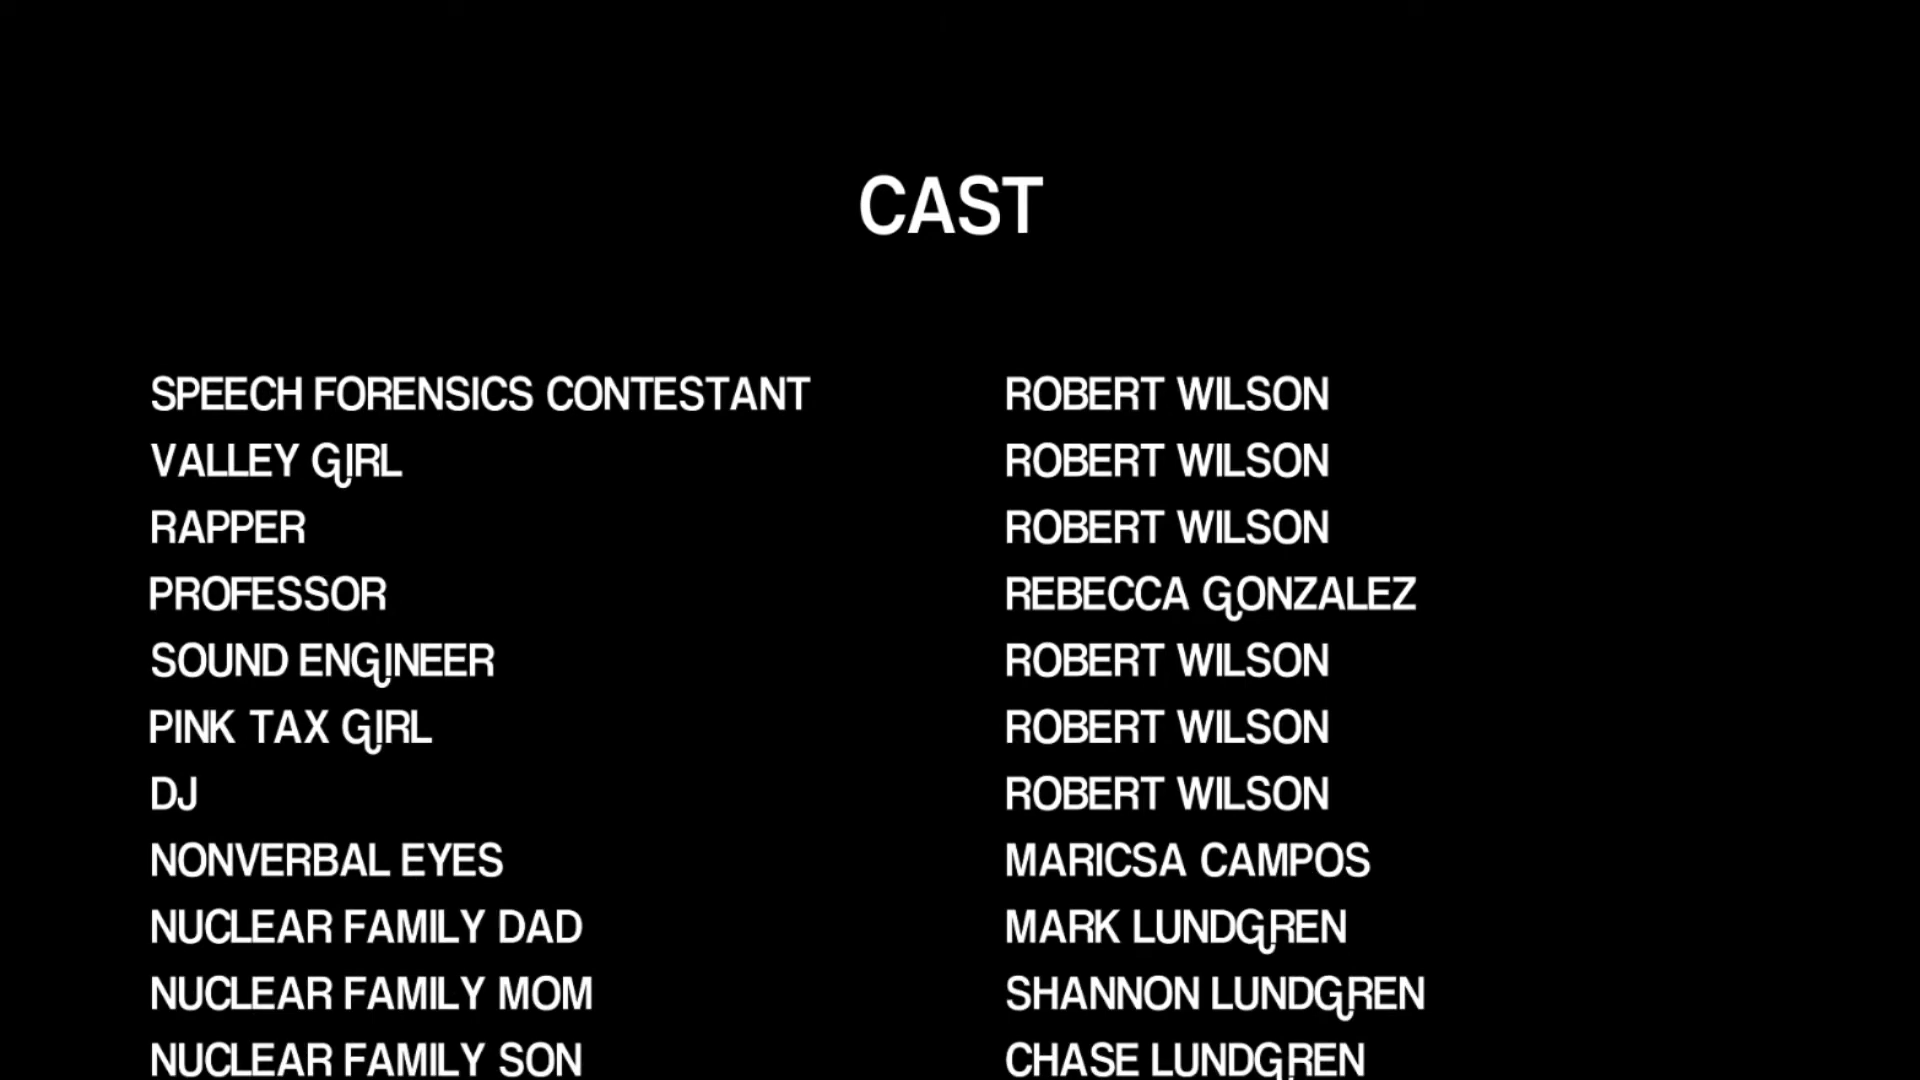 CAST
SPEECH FORENSICS CONTESTANT ROBERT WILSON
VALLEY GIRL ROBERT WILSON
RAPPER ROBERT WILSON
PROFESSOR REBECCA GONZALEZ
SOUND ENGINEER ROBERT WILSON
PINK TAX GIRL ROBERT WILSON
DJ ROBERT WILSON
NONVERBAL EYES MARICSA CAMPOS
NUCLEAR FAMILY DAD MARK LUNDGREN
NUCLEAR FAMILY MOM SHANNON LUNDGREN
NUCLEAR FAMILY SON CHASE LUNDGREN